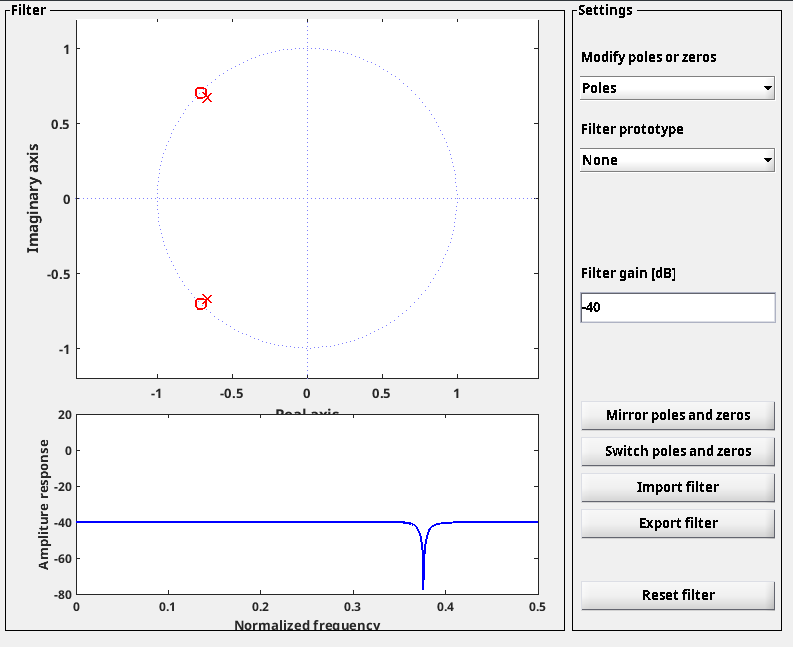 Filter
Imaginary axis
1
0.5
0
-0.5
-1
-1
-0.5
0
0.5
1
Real axis
Ampliture response
20
0
-20
-40
-60
-80
0
0.1
0.2
0.3
0.4
0.5
Normalized frequency
Settings
Modify poles or zeros
Poles
Filter prototype
None
Filter gain [dB]
-40
Mirror poles and zeros
Switch poles and zeros
Import filter
Export filter
Reset filter